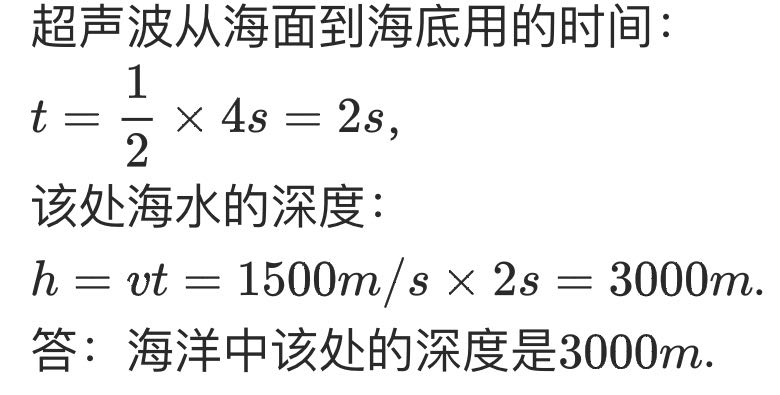 超声波从海面到海底用的时间：
t = 1/2 × 4s = 2s,
该处海水的深度：
h = vt = 1500m/s × 2s = 3000m.
答：海洋中该处的深度是3000m.